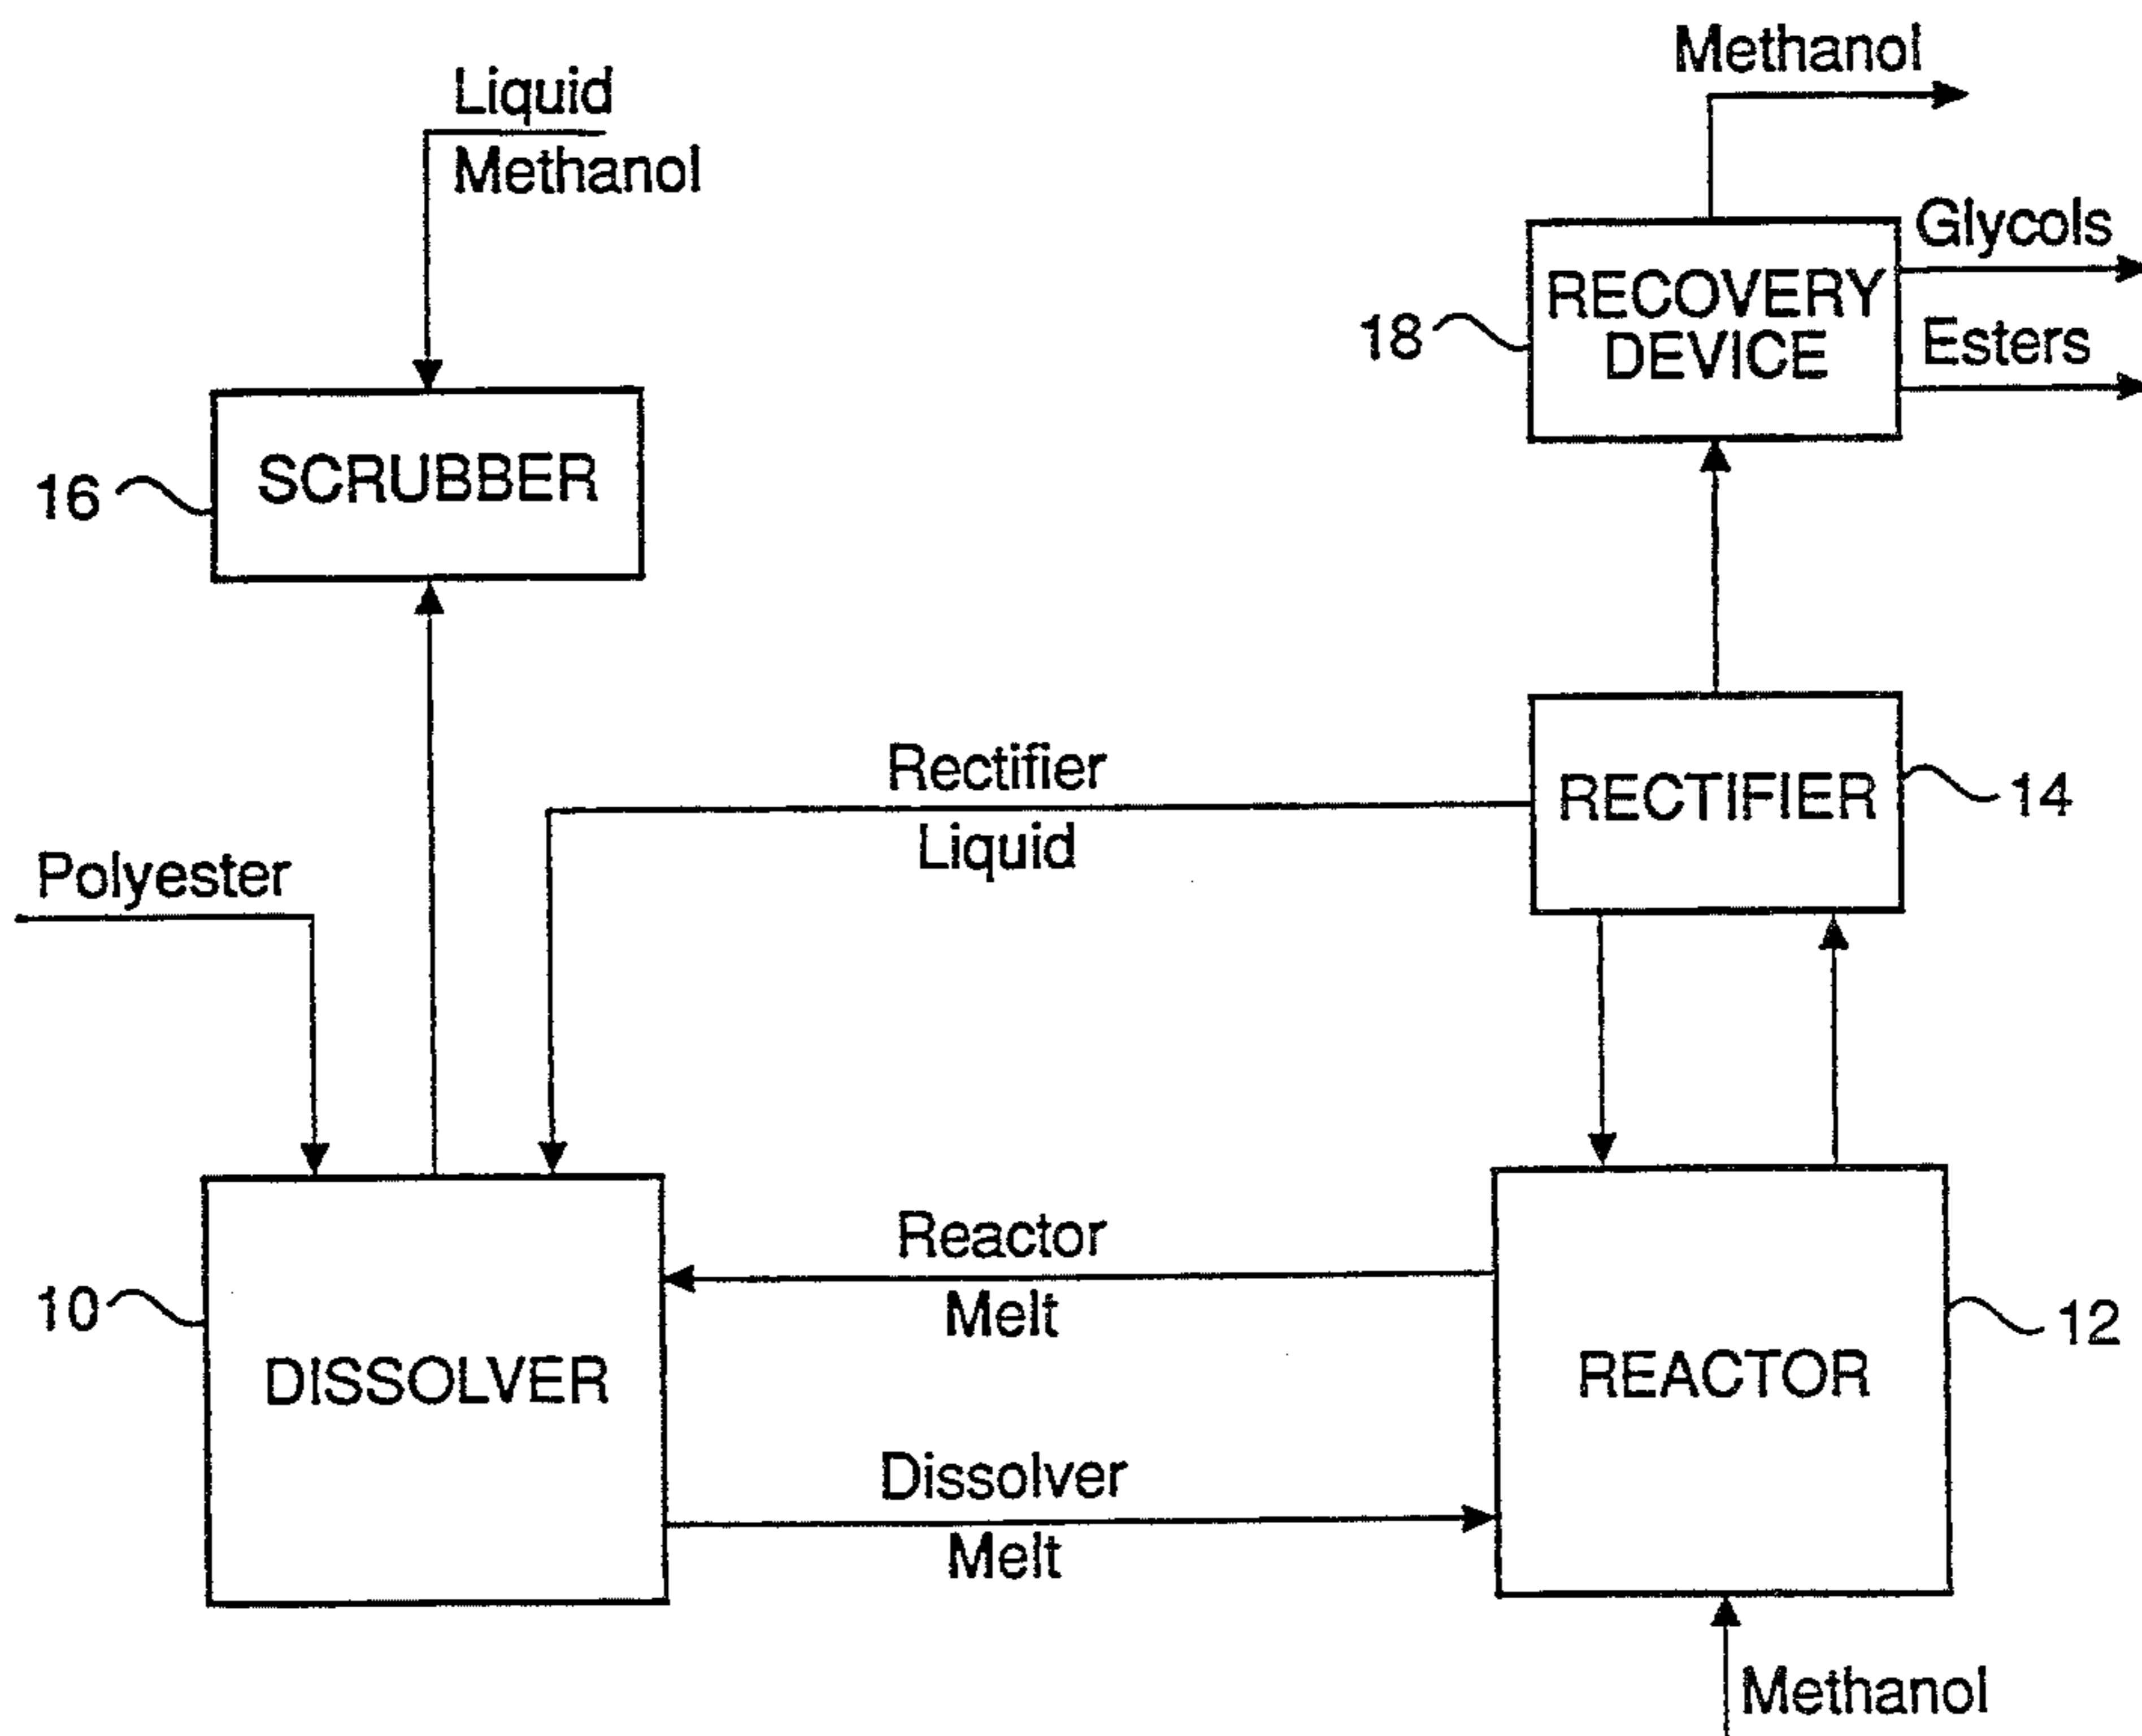 Methanol
Liquid
Methanol
Glycols
RECOVERY
DEVICE
18
Esters
SCRUBBER
16
Rectifier
Liquid
RECTIFIER
14
Polyester
Reactor
Melt
10
DISSOLVER
12
REACTOR
Dissolver
Melt
Methanol